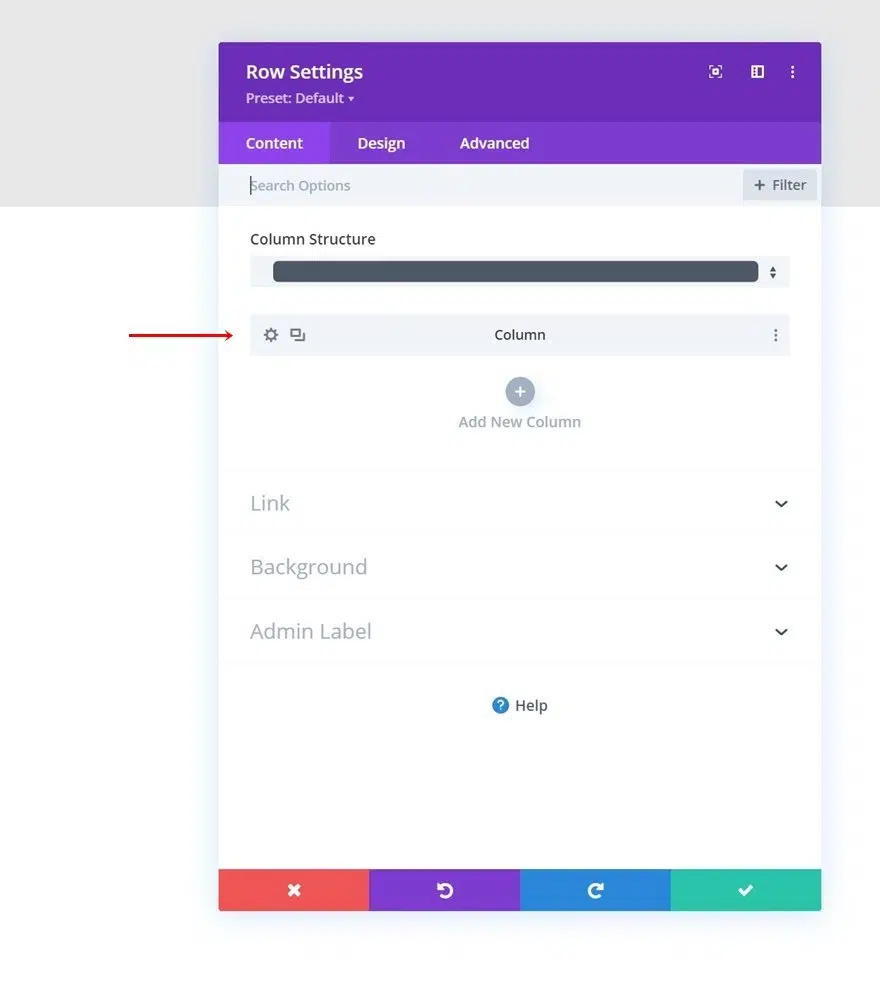 Row Settings
Preset: Default
Content Design Advanced
Search Options + Filter
Column Structure
Column
Add New Column
Link
Background
Admin Label
? Help